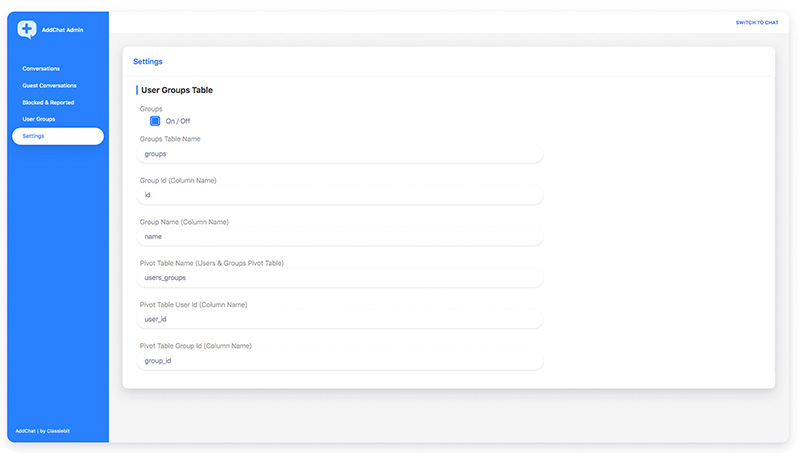 AddChat Admin
SWITCH TO CHAT
Conversations
Guest Conversations
Blocked & Reported
User Groups
Settings
Settings
User Groups Table
Groups
On / Off
Groups Table Name
groups
Group Id (Column Name)
id
Group Name (Column Name)
name
Pivot Table Name (Users & Groups Pivot Table)
users_groups
Pivot Table User Id (Column Name)
user_id
Pivot Table Group Id (Column Name)
group_id
AddChat | by Classiebit